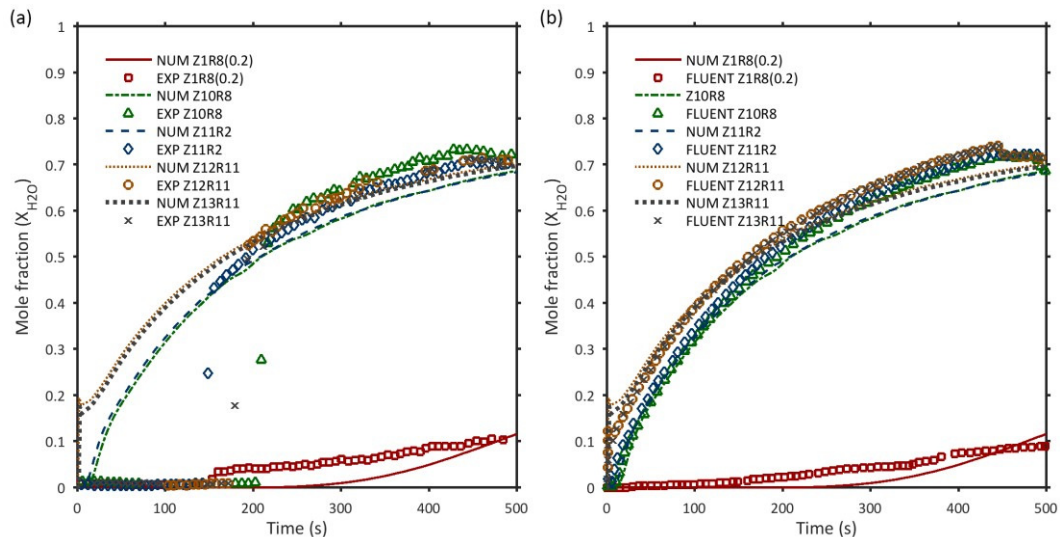 (a)
1
0.9
0.8
0.7
0.6
0.5
0.4
0.3
0.2
0.1
0
Mole fraction (X_H2O)
NUM Z1R8(0.2)
EXP Z1R8(0.2)
NUM Z10R8
EXP Z10R8
NUM Z11R2
EXP Z11R2
NUM Z12R11
EXP Z12R11
NUM Z13R11
EXP Z13R11
0 100 200 300 400 500
Time (s)
(b)
1
0.9
0.8
0.7
0.6
0.5
0.4
0.3
0.2
0.1
0
Mole fraction (X_H2O)
NUM Z1R8(0.2)
FLUENT Z1R8(0.2)
Z10R8
FLUENT Z10R8
NUM Z11R2
FLUENT Z11R2
NUM Z12R11
FLUENT Z12R11
NUM Z13R11
FLUENT Z13R11
0 100 200 300 400 500
Time (s)